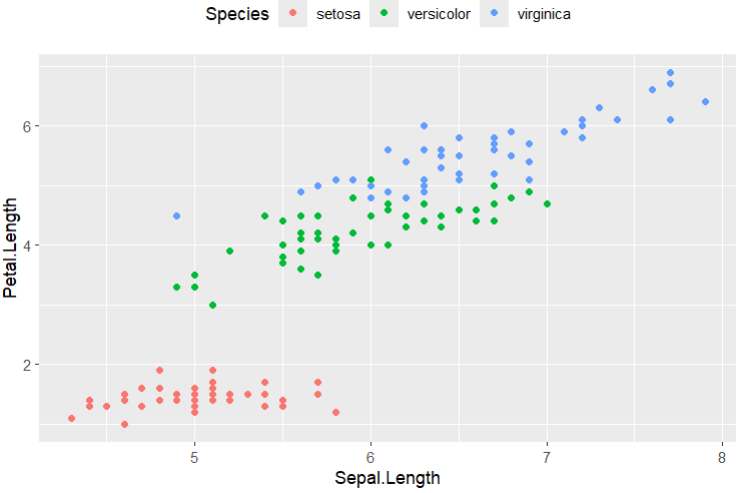 Species setosa versicolor virginica
Petal.Length
6
4
2
5 6 7 8
Sepal.Length